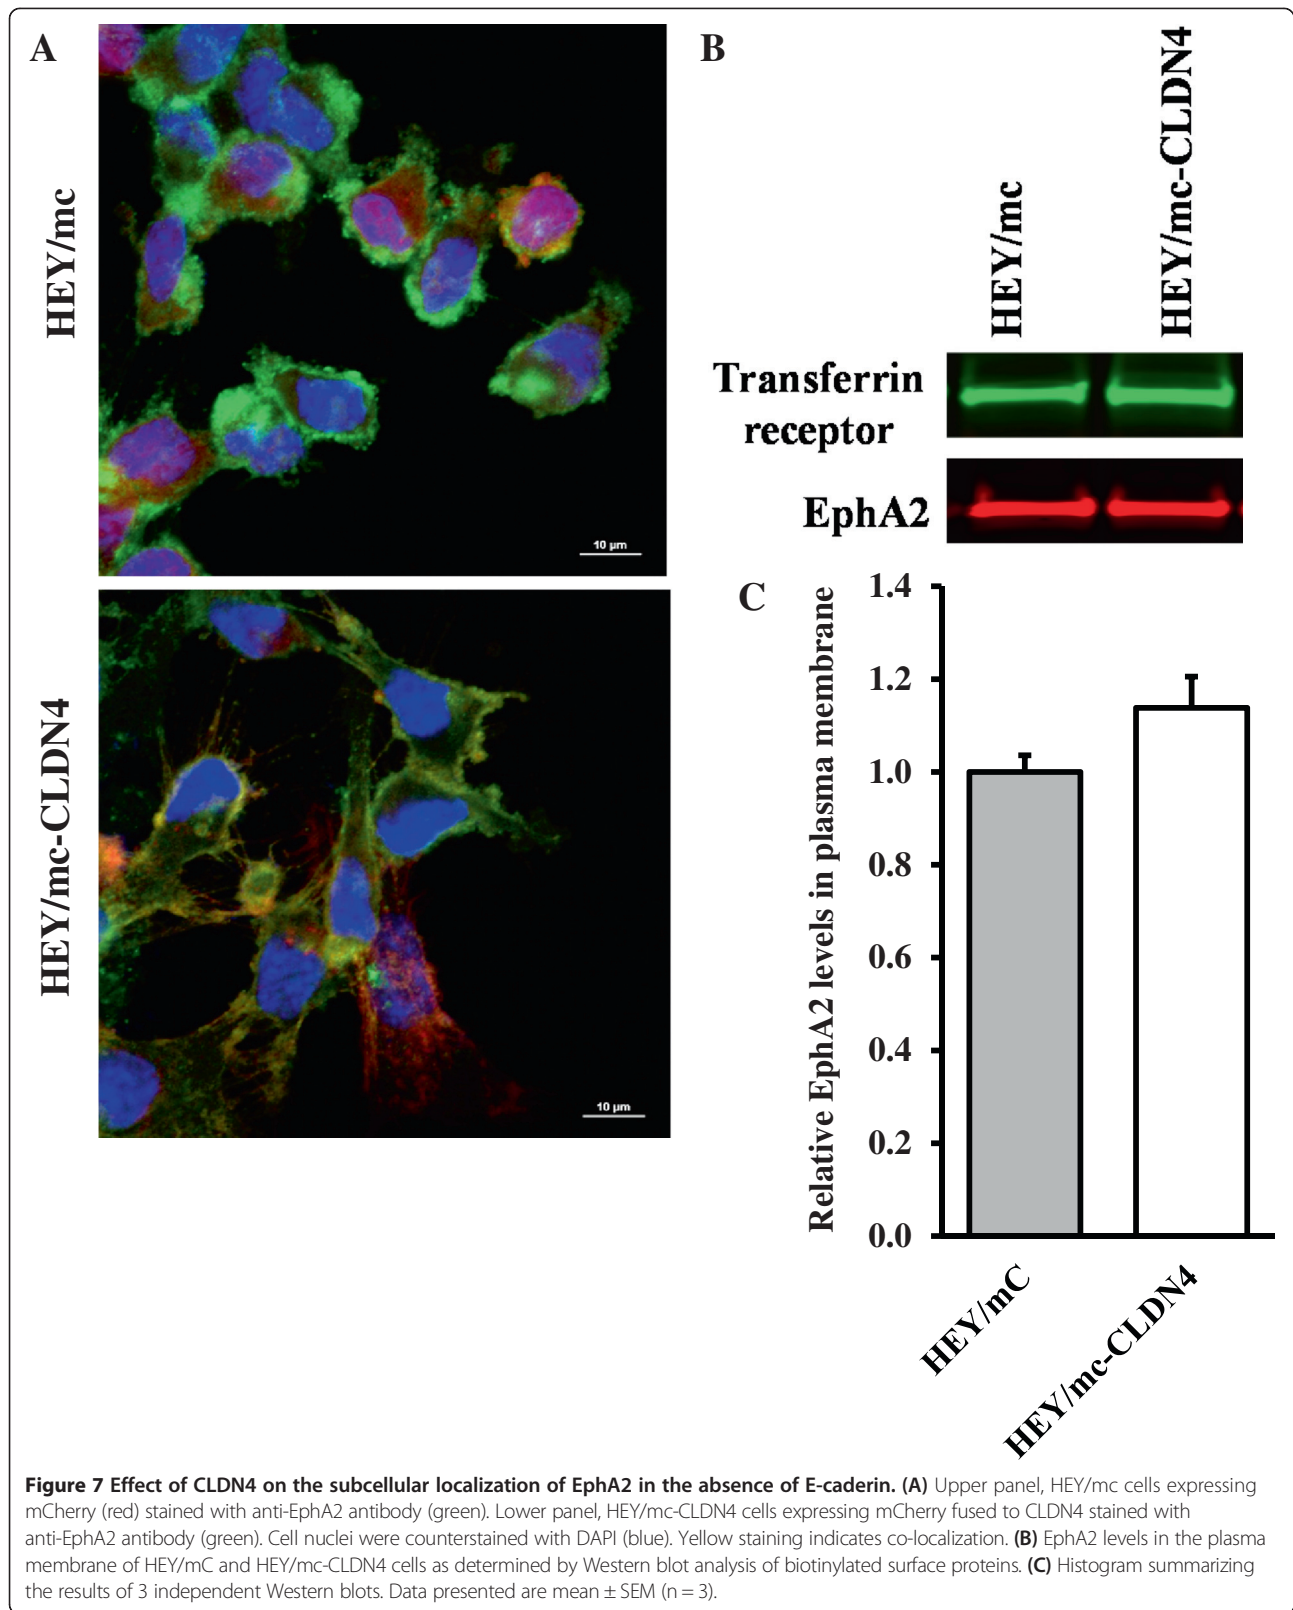 A
HEY/mc
10 µm
HEY/mc-CLDN4
10 µm
B
HEY/mc
HEY/mc-CLDN4
Transferrin
receptor
EphA2
C
Relative EphA2 levels in plasma membrane
1.4
1.2
1.0
0.8
0.6
0.4
0.2
0.0
HEY/mC
HEY/mc-CLDN4
Figure 7 Effect of CLDN4 on the subcellular localization of EphA2 in the absence of E-caderin. (A) Upper panel, HEY/mc cells expressing
mCherry (red) stained with anti-EphA2 antibody (green). Lower panel, HEY/mc-CLDN4 cells expressing mCherry fused to CLDN4 stained with
anti-EphA2 antibody (green). Cell nuclei were counterstained with DAPI (blue). Yellow staining indicates co-localization. (B) EphA2 levels in the plasma
membrane of HEY/mC and HEY/mc-CLDN4 cells as determined by Western blot analysis of biotinylated surface proteins. (C) Histogram summarizing
the results of 3 independent Western blots. Data presented are mean ± SEM (n = 3).